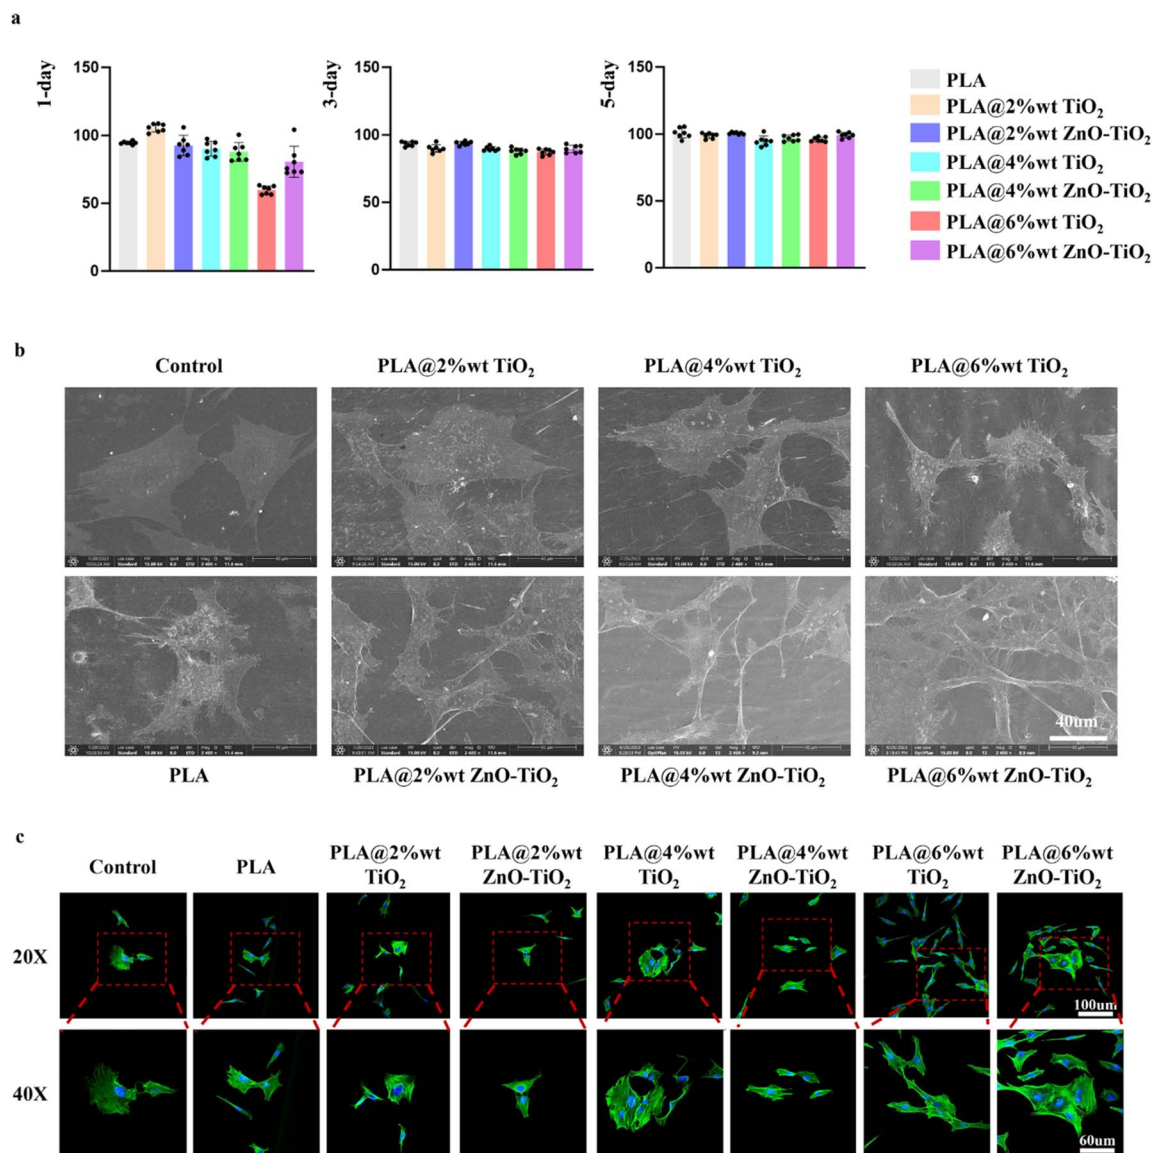 a
1-day
150
100
50
0
3-day
150
100
50
0
5-day
150
100
50
0
PLA
PLA@2%wt TiO₂
PLA@2%wt ZnO-TiO₂
PLA@4%wt TiO₂
PLA@4%wt ZnO-TiO₂
PLA@6%wt TiO₂
PLA@6%wt ZnO-TiO₂
b
Control
PLA@2%wt TiO₂
PLA@4%wt TiO₂
PLA@6%wt TiO₂
40um
PLA
PLA@2%wt ZnO-TiO₂
PLA@4%wt ZnO-TiO₂
PLA@6%wt ZnO-TiO₂
c
Control
PLA
PLA@2%wt
TiO₂
PLA@2%wt
ZnO-TiO₂
PLA@4%wt
TiO₂
PLA@4%wt
ZnO-TiO₂
PLA@6%wt
TiO₂
PLA@6%wt
ZnO-TiO₂
20X
100um
40X
60um